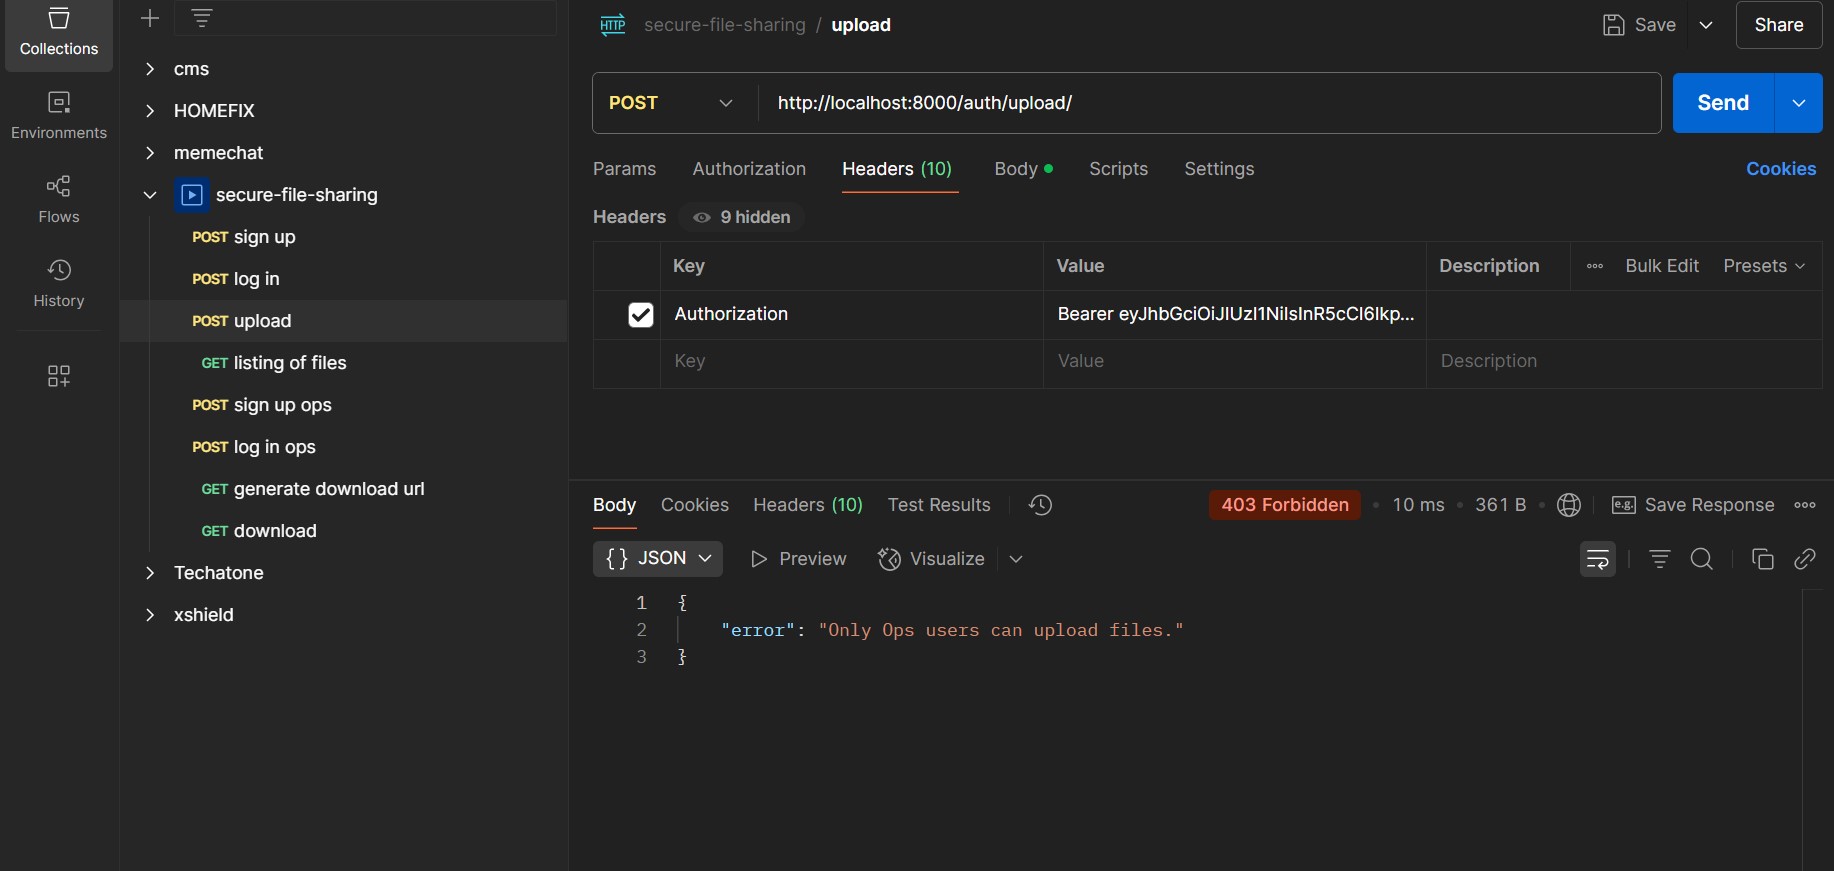 Collections
Environments
Flows
History
cms
HOMEFIX
memechat
secure-file-sharing
POST sign up
POST log in
POST upload
GET listing of files
POST sign up ops
POST log in ops
GET generate download url
GET download
Techatone
xshield
HTTP secure-file-sharing / upload
Save
Share
POST http://localhost:8000/auth/upload/
Send
Params Authorization Headers (10) Body Scripts Settings Cookies
Headers 9 hidden
Key Value Description Bulk Edit Presets
Authorization Bearer eyJhbGciOiJIUzI1NiIsInR5cCI6Ikp...
Key Value Description
Body Cookies Headers (10) Test Results 403 Forbidden • 10 ms • 361 B • e.g. Save Response
{} JSON Preview Visualize
1 {
2 "error": "Only Ops users can upload files."
3 }